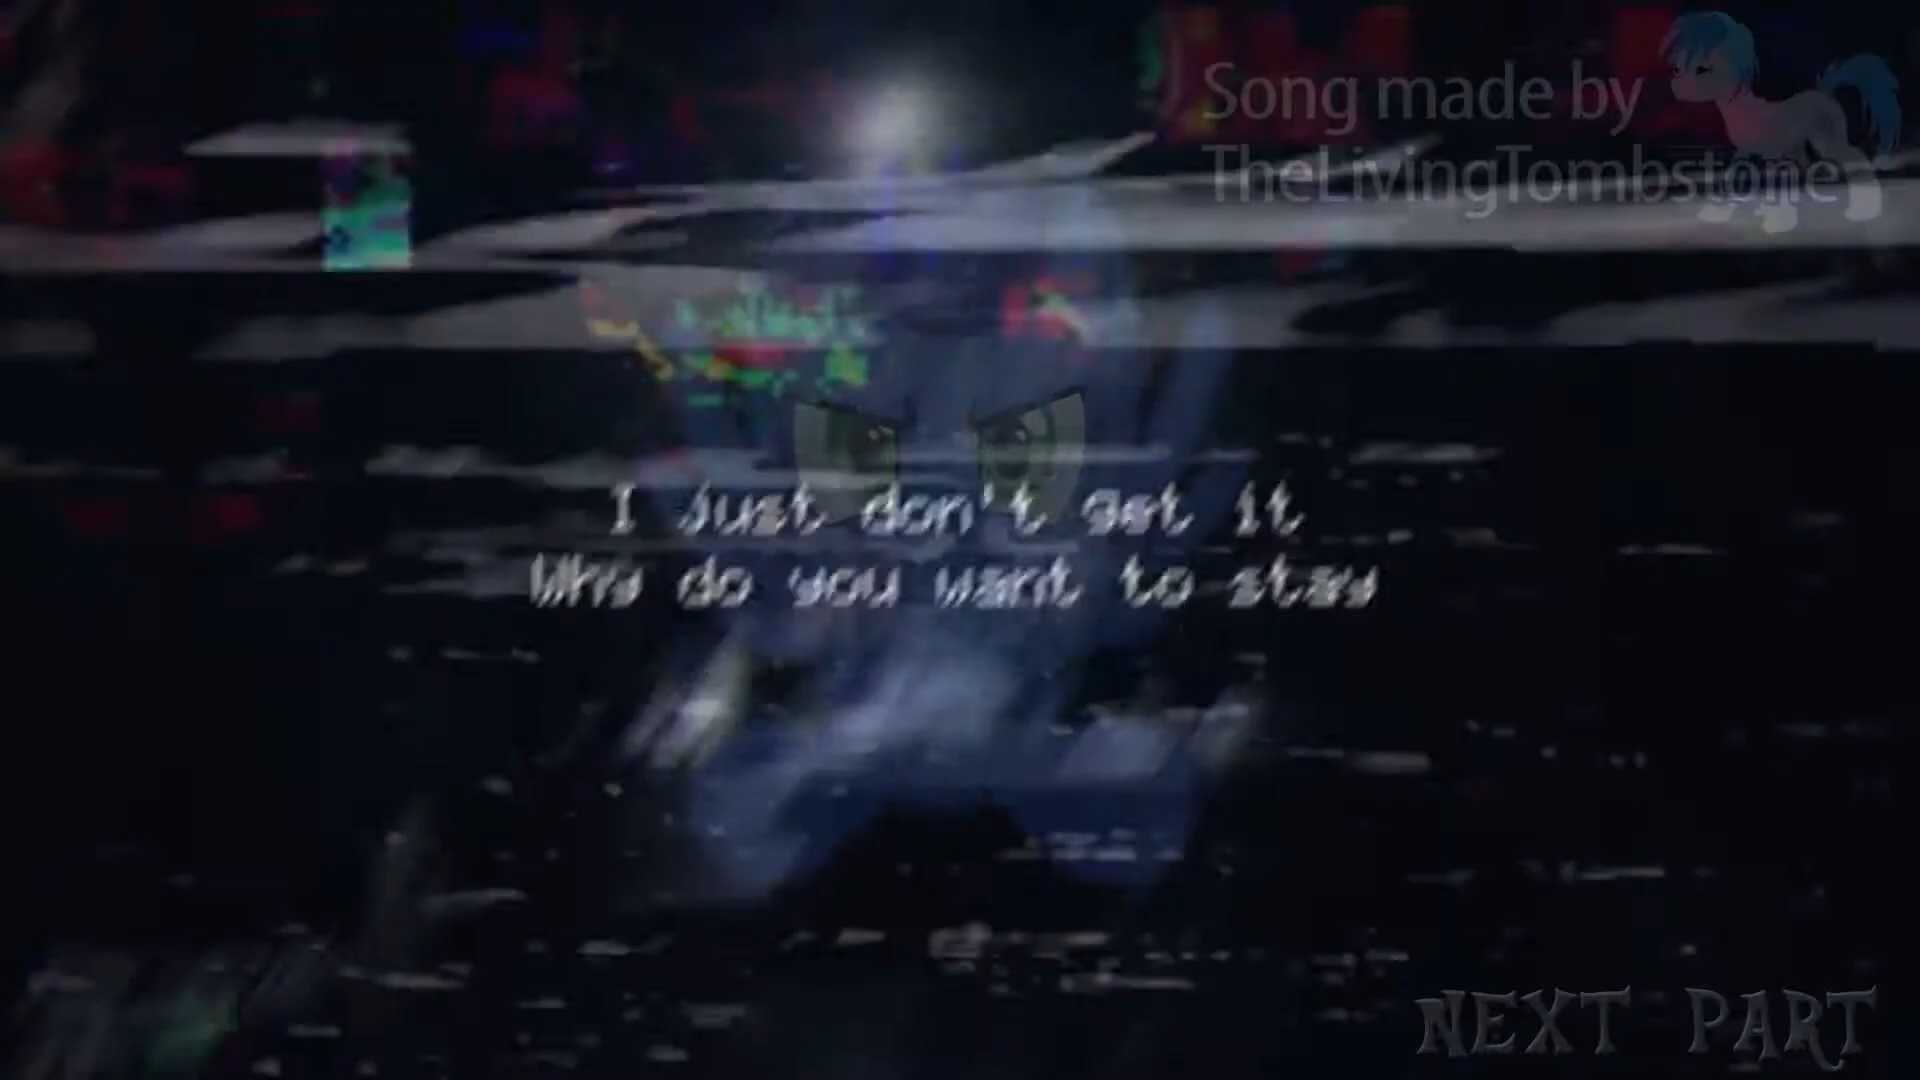 Song made by
TheLivingTombstone
I Just don't get it
Why do you want to stay
NEXT PART